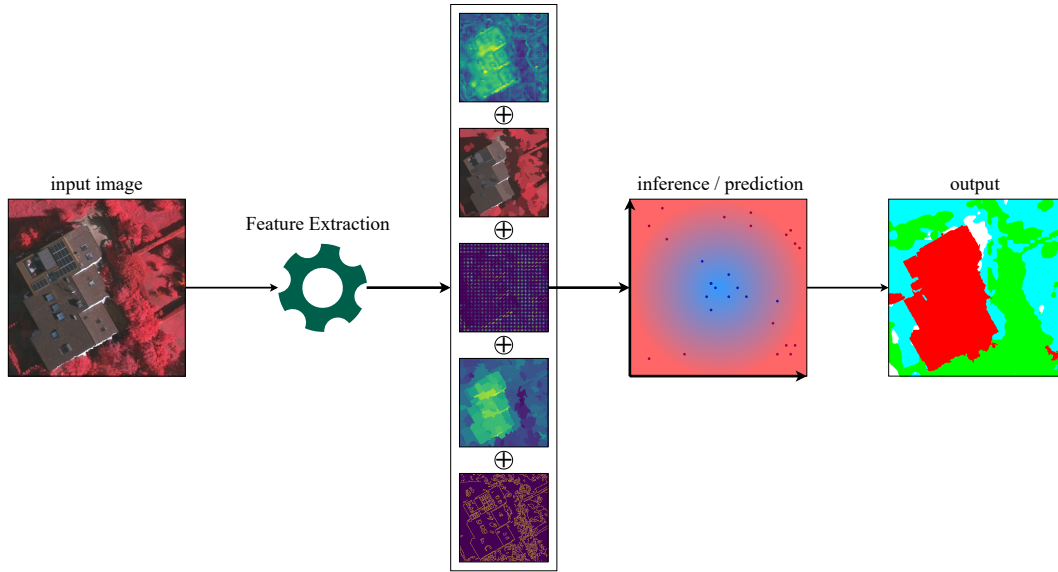 input image
Feature Extraction
inference / prediction
output